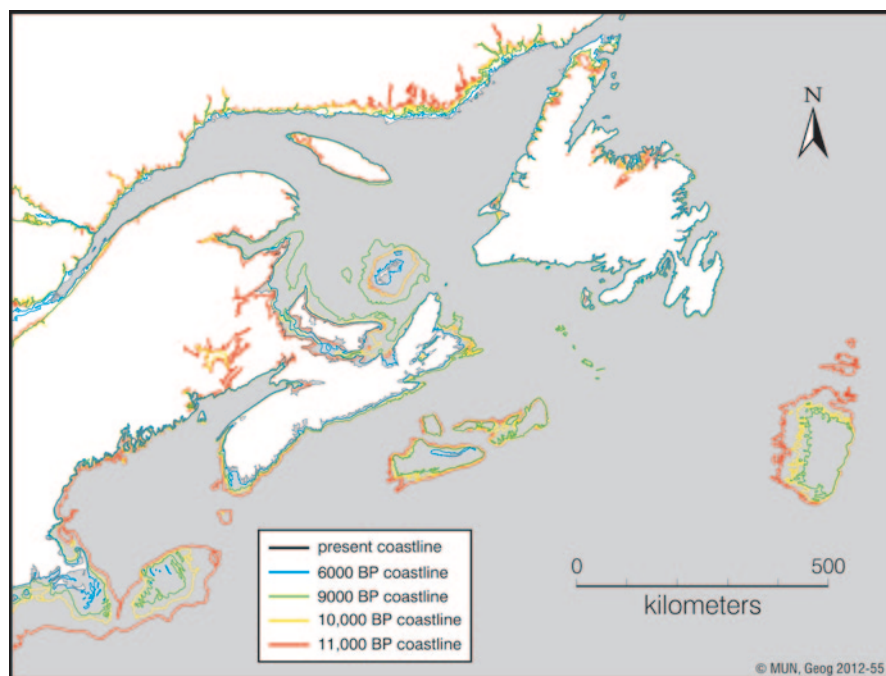 N
present coastline
6000 BP coastline
9000 BP coastline
10,000 BP coastline
11,000 BP coastline
0 500
kilometers
© MUN, Geog 2012-55